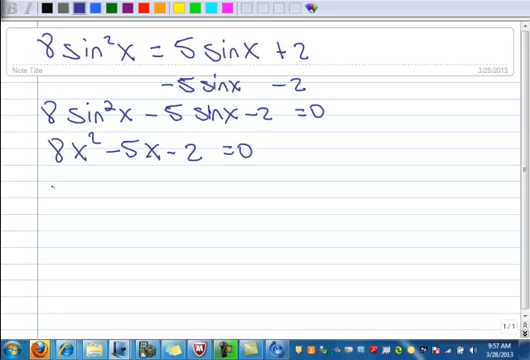 8 sin²x = 5 sinx + 2
Note Title
3/28/2013
-5 sinx -2
8 sin²x - 5 sinx - 2 = 0
8x² - 5x - 2 = 0
1/1
9:57 AM
3/28/2013